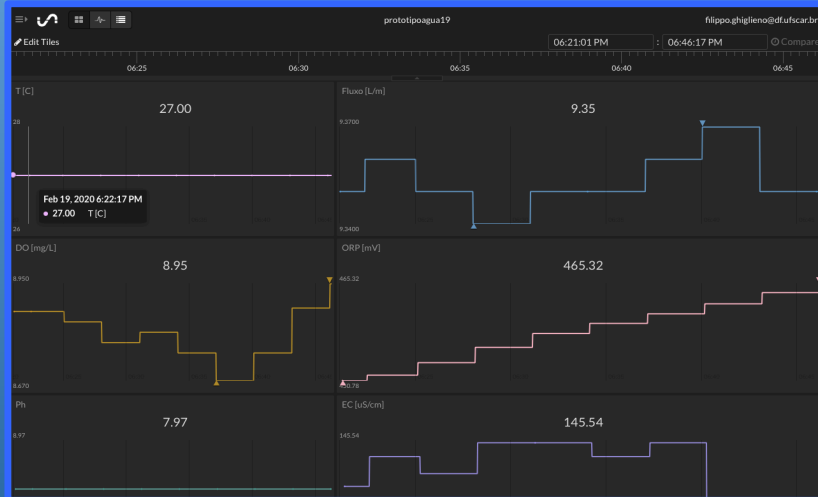 prototipoagua19
filippo.ghiglieno@df.ufscar.br
Edit Tiles
06:21:01 PM : 06:46:17 PM Compare
06:25 06:30 06:35 06:40 06:45
T [C] Fluxo [L/m]
27.00 9.35
28 9.3700
Feb 19, 2020 6:22:17 PM
27.00 T [C]
26 9.3400
DO [mg/L] ORP [mV]
8.95 465.32
8.950 465.32
8.670
Ph EC [uS/cm]
7.97 145.54
8.97 145.54